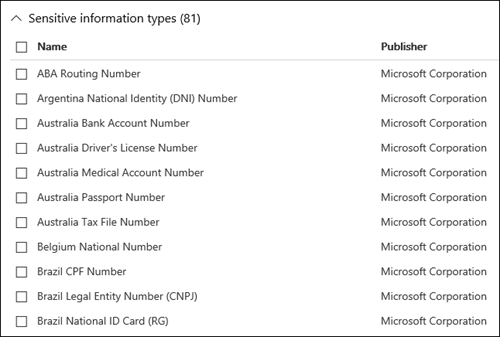 Sensitive information types (81)
Name Publisher
ABA Routing Number Microsoft Corporation
Argentina National Identity (DNI) Number Microsoft Corporation
Australia Bank Account Number Microsoft Corporation
Australia Driver's License Number Microsoft Corporation
Australia Medical Account Number Microsoft Corporation
Australia Passport Number Microsoft Corporation
Australia Tax File Number Microsoft Corporation
Belgium National Number Microsoft Corporation
Brazil CPF Number Microsoft Corporation
Brazil Legal Entity Number (CNPJ) Microsoft Corporation
Brazil National ID Card (RG) Microsoft Corporation